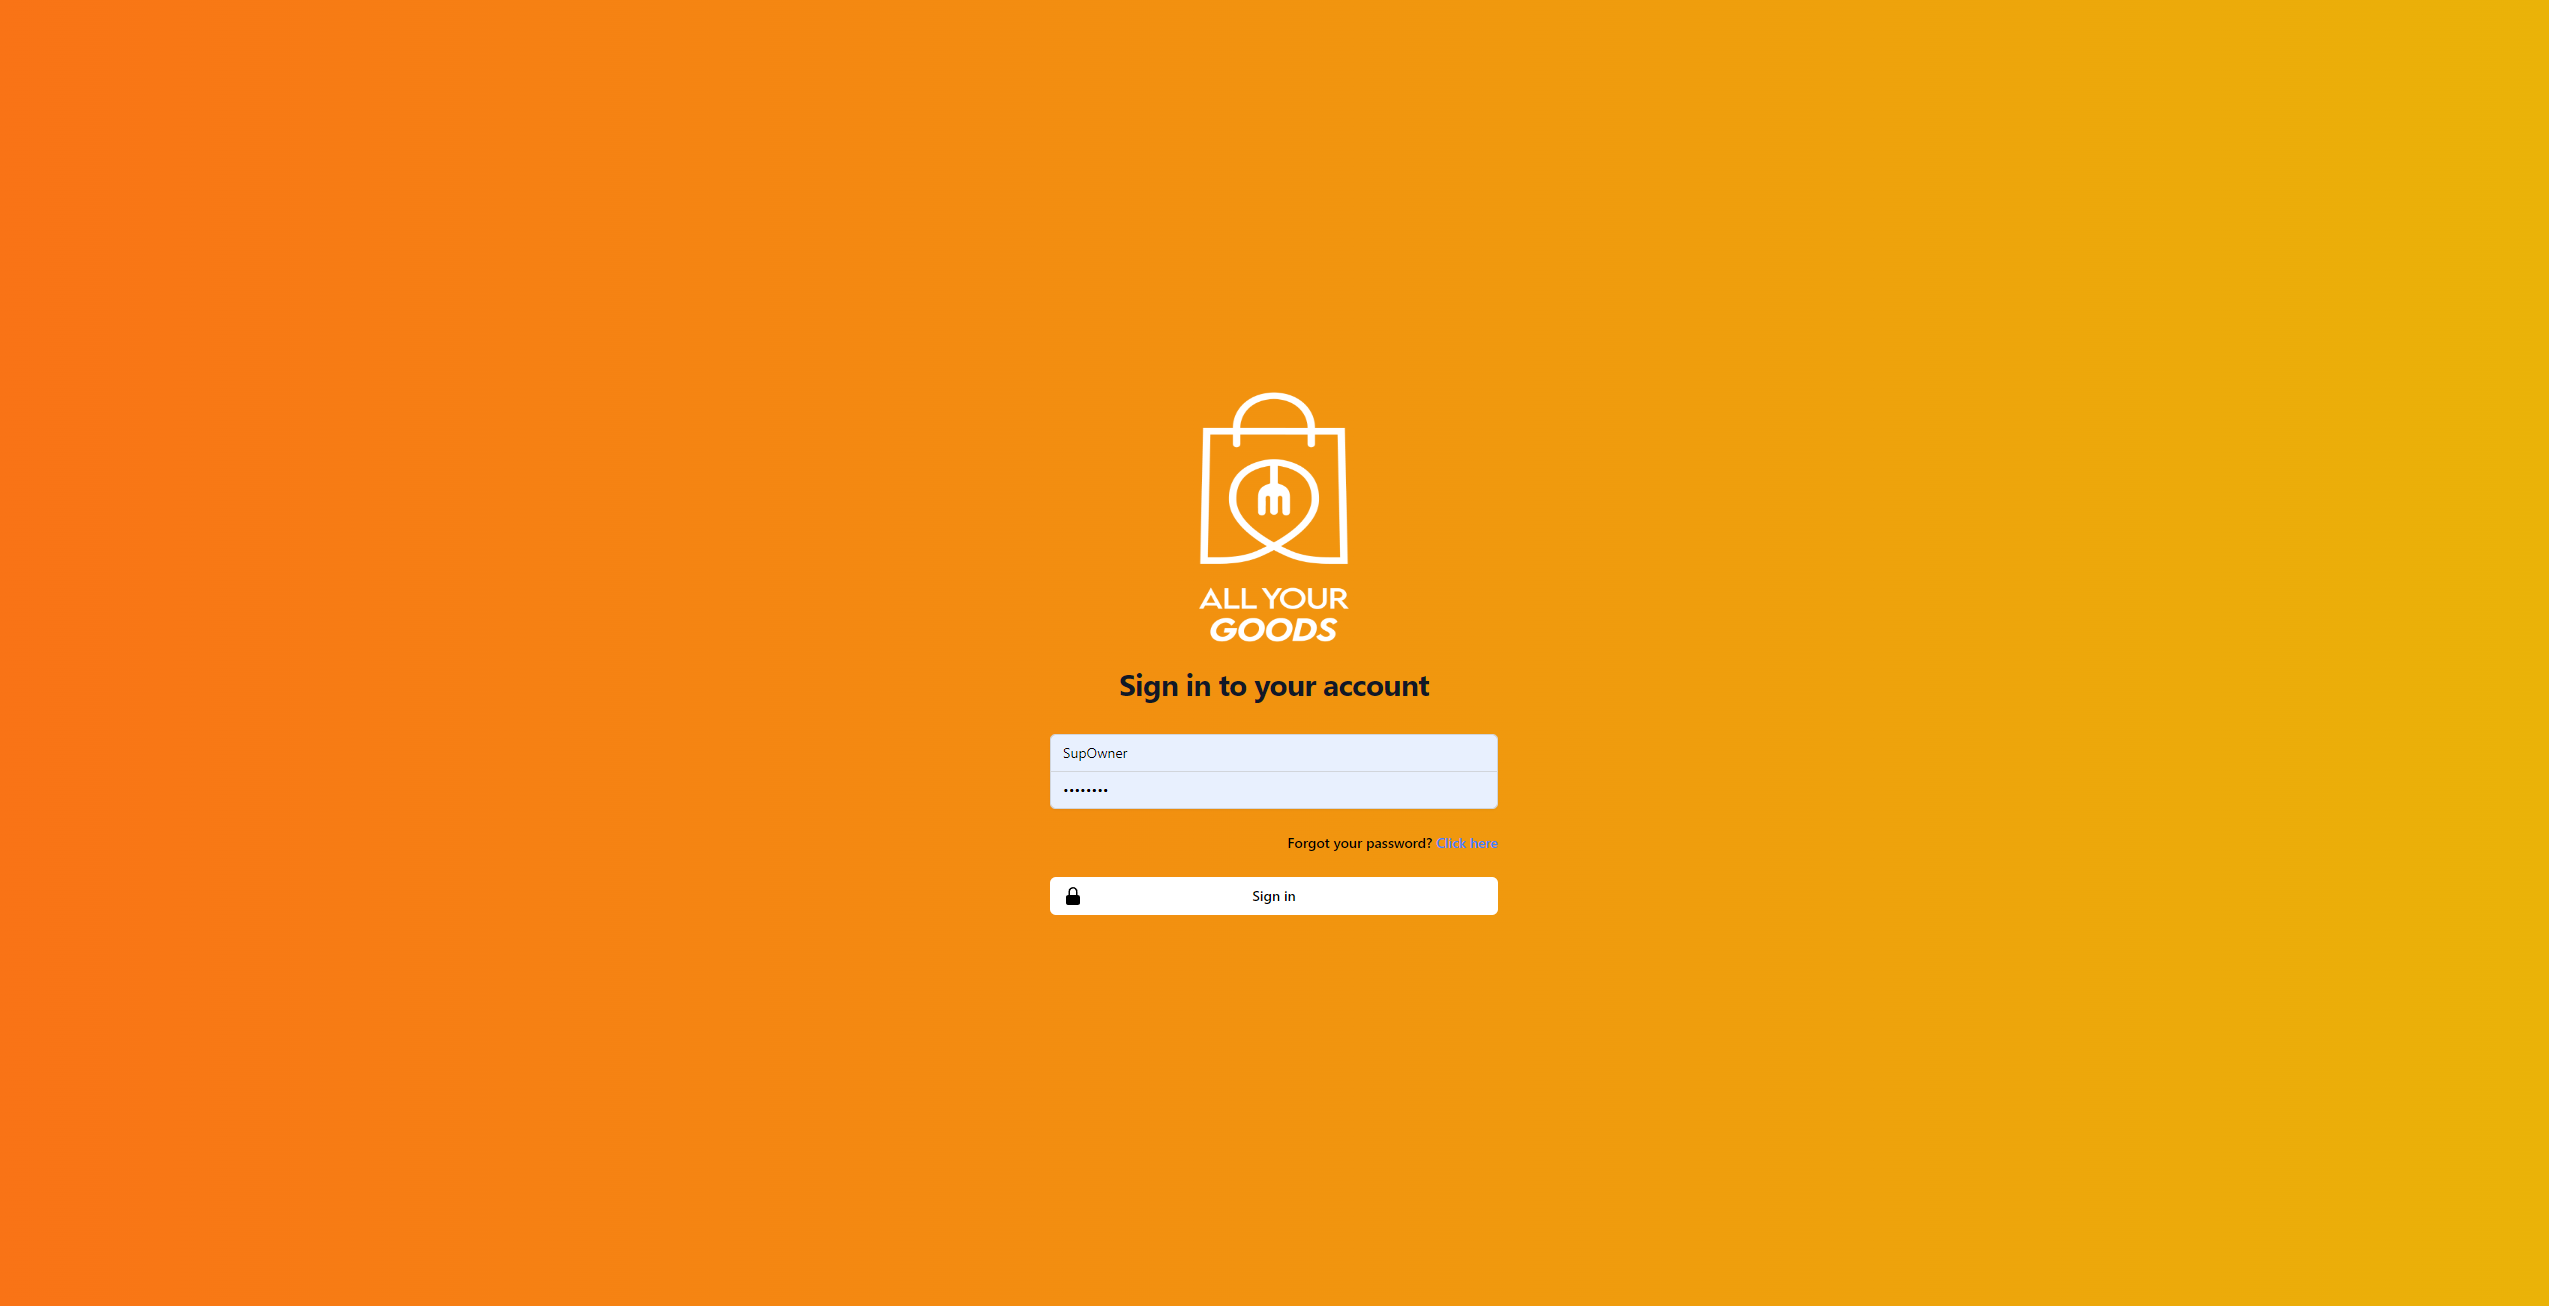 ALL YOUR
GOODS
Sign in to your account
SupOwner
••••••••
Forgot your password? Click here
Sign in